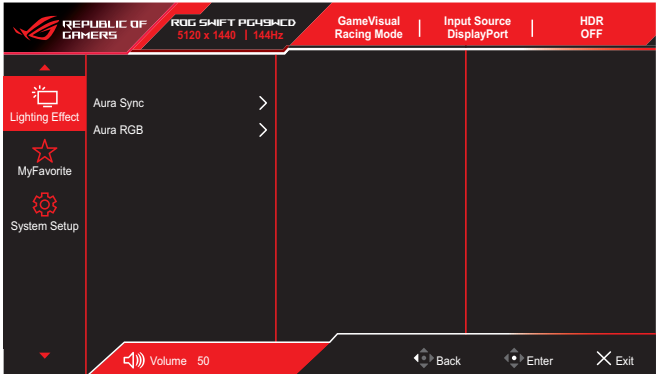 REPUBLIC OF
GAMERS
ROG SWIFT PG49WCD
5120 x 1440 | 144Hz
GameVisual
Racing Mode
Input Source
DisplayPort
HDR
OFF
Lighting Effect
Aura Sync
Aura RGB
MyFavorite
System Setup
Volume 50
Back
Enter
Exit